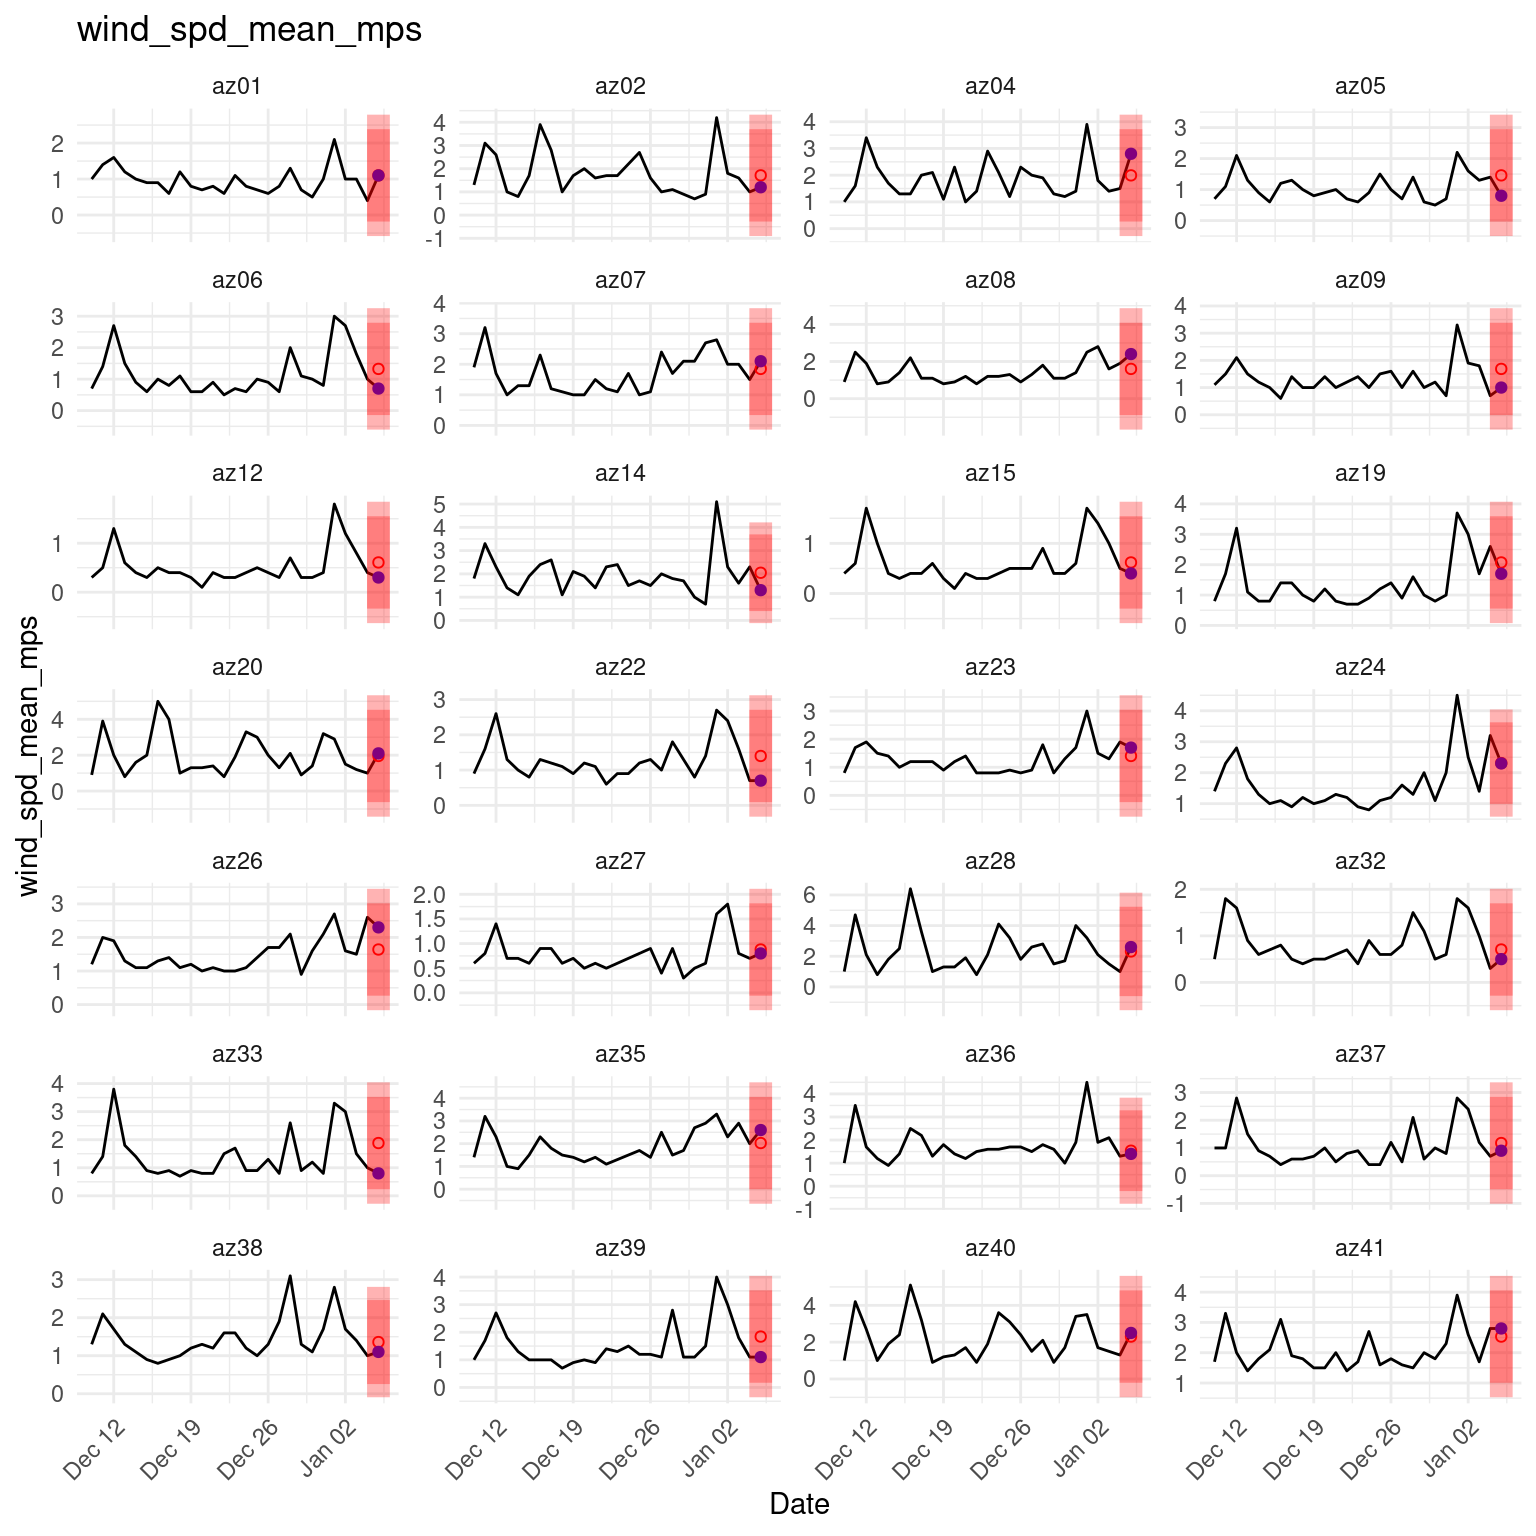 wind_spd_mean_mps
az01 az02 az04 az05
2 4 4 3
1 3 3 2
0 2 2 1
1 1 0
0 0
-1
az06 az07 az08 az09
3 4 4 4
2 3 2 3
1 2 0 2
0 1 1
0 0
az12 az14 az15 az19
1 5 1 4
0 4 0 3
3 2
2 1
1 0
0
az20 az22 az23 az24
4 3 3 4
2 2 2 3
0 1 1 2
0 0 1
az26 az27 az28 az32
3 2.0 6 2
2 1.5 4 1
1 1.0 2 0
0 0.5 0
0.0
az33 az35 az36 az37
4 4 4 3
3 3 3 2
2 2 2 1
1 1 1 0
0 0 0 -1
-1
az38 az39 az40 az41
3 4 4 4
2 3 2 3
1 2 0 2
0 1 1
0
Dec 12 Dec 19 Dec 26 Jan 02 Dec 12 Dec 19 Dec 26 Jan 02 Dec 12 Dec 19 Dec 26 Jan 02 Dec 12 Dec 19 Dec 26 Jan 02
Date
wind_spd_mean_mps